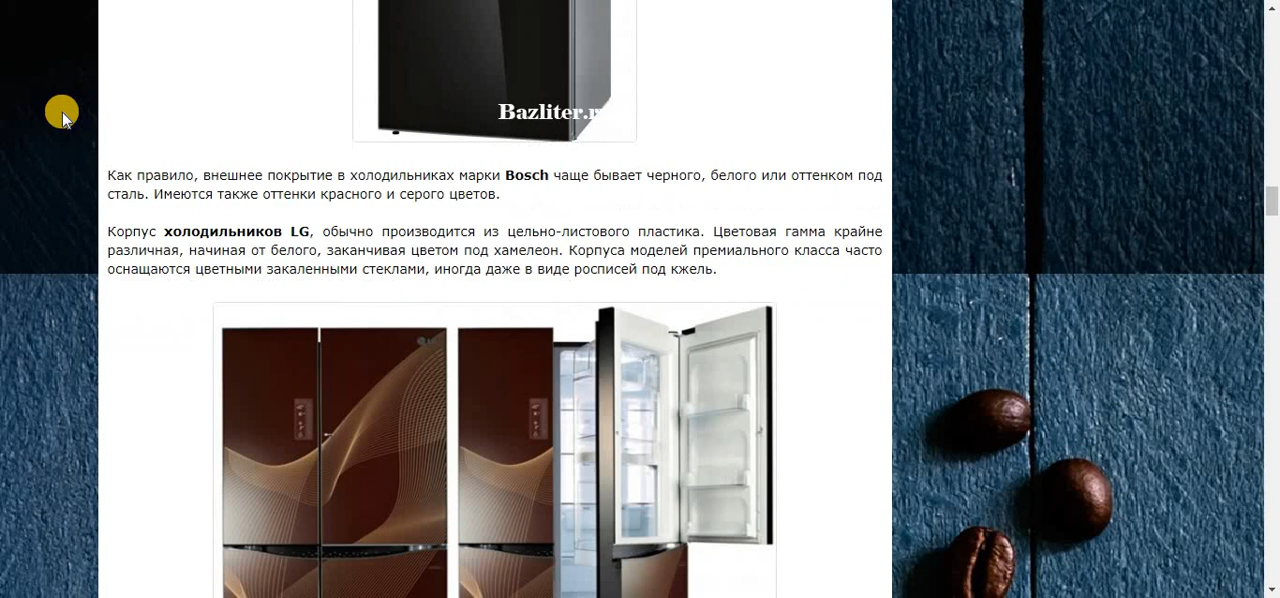 Bazliter.r
Как правило, внешнее покрытие в холодильниках марки Bosch чаще бывает черного, белого или оттенком под
сталь. Имеются также оттенки красного и серого цветов.
Корпус холодильников LG, обычно производится из цельно-листового пластика. Цветовая гамма крайне
различная, начиная от белого, заканчивая цветом под хамелеон. Корпуса моделей премиального класса часто
оснащаются цветными закаленными стеклами, иногда даже в виде росписей под кжель.